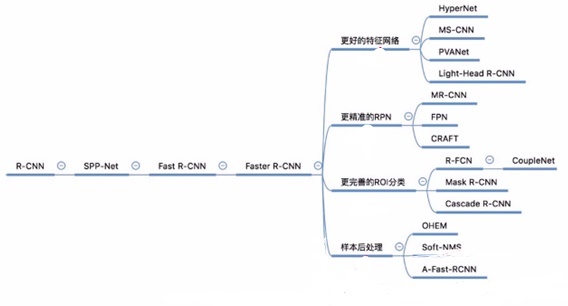 HyperNet
更好的特征网络
MS-CNN
PVANet
Light-Head R-CNN
MR-CNN
更精准的RPN
FPN
CRAFT
R-CNN
SPP-Net
Fast R-CNN
Faster R-CNN
R-FCN
CoupleNet
更完善的ROI分类
Mask R-CNN
Cascade R-CNN
OHEM
样本后处理
Soft-NMS
A-Fast-RCNN